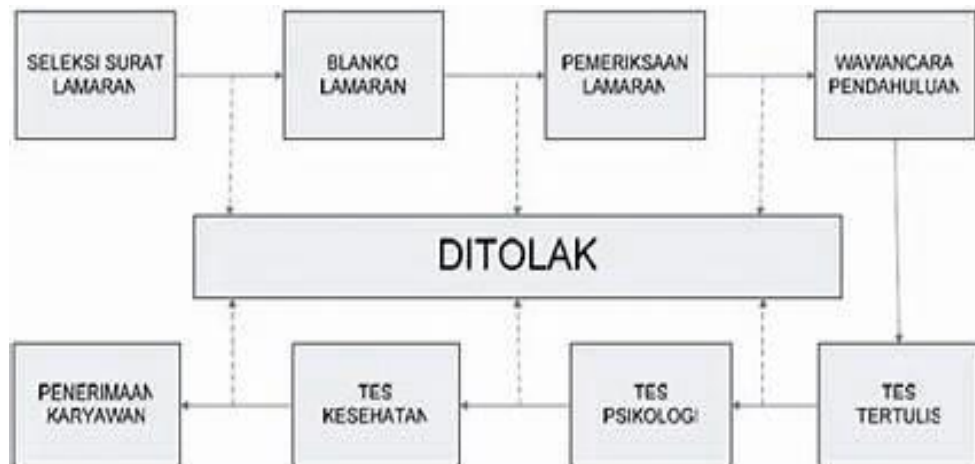 SELEKSI SURAT
LAMARAN
BLANKO
LAMARAN
PEMERIKSAAN
LAMARAN
WAWANCARA
PENDAHULUAN
DITOLAK
PENERIMAAN
KARYAWAN
TES
KESEHATAN
TES
PSIKOLOGI
TES
TERTULIS